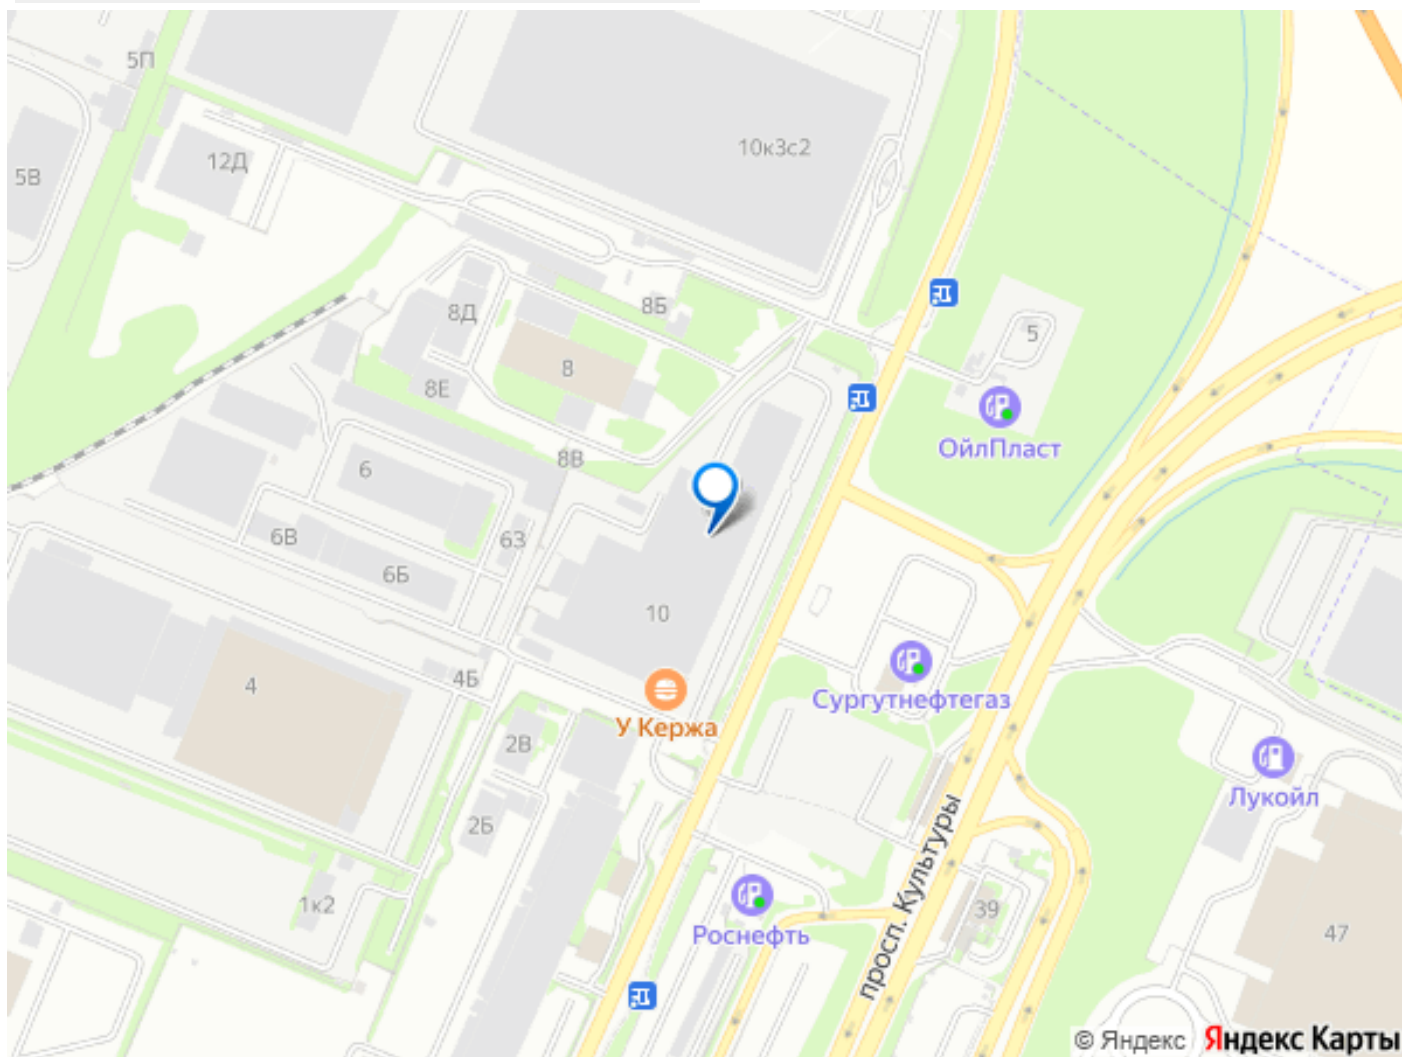 5П
12Д
5В
10к3с2
8Б
8Д
5
8
8Е
ОйлПласт
8В
6
6В
6З
6Б
10
4
4Б
Сургутнефтегаз
У Кержа
2В
2Б
Лукойл
просп. Культуры
1к2
Роснефть
39
47
© Яндекс Яндекс Карты